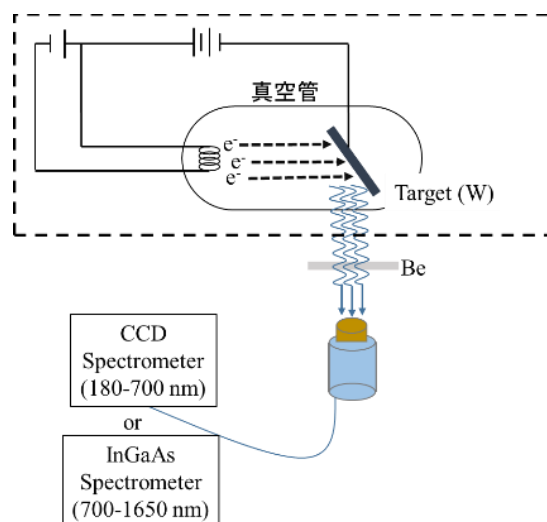 真空管
e-
e-
e-
Target (W)
Be
CCD
Spectrometer
(180-700 nm)
or
InGaAs
Spectrometer
(700-1650 nm)